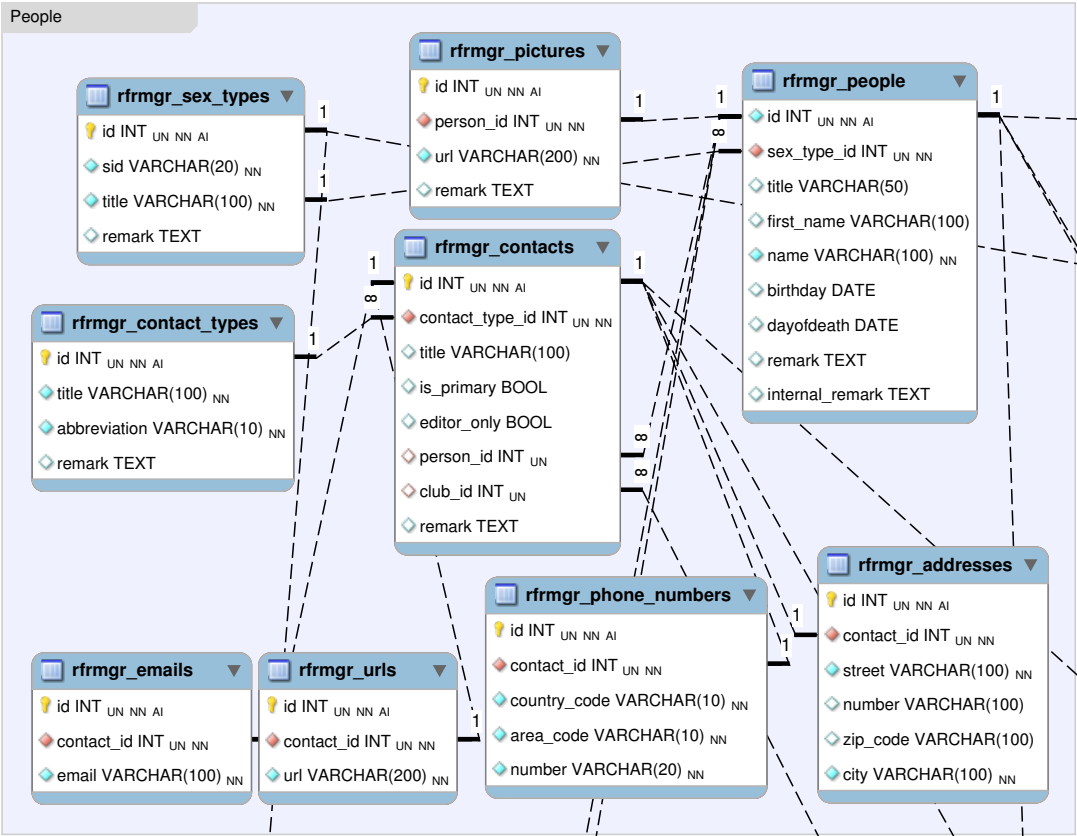 People
rfrmgr_sex_types
id INT UN NN AI
sid VARCHAR(20) NN
title VARCHAR(100) NN
remark TEXT
1
1
rfrmgr_pictures
id INT UN NN AI
person_id INT UN NN
url VARCHAR(200) NN
remark TEXT
1
rfrmgr_people
id INT UN NN AI
sex_type_id INT UN NN
title VARCHAR(50)
first_name VARCHAR(100)
name VARCHAR(100) NN
birthday DATE
dayofdeath DATE
remark TEXT
internal_remark TEXT
1
∞
1
rfrmgr_contact_types
id INT UN NN AI
title VARCHAR(100) NN
abbreviation VARCHAR(10) NN
remark TEXT
1
rfrmgr_contacts
id INT UN NN AI
contact_type_id INT UN NN
title VARCHAR(100)
is_primary BOOL
editor_only BOOL
person_id INT UN
club_id INT UN
remark TEXT
1
∞
1
∞
∞
rfrmgr_emails
id INT UN NN AI
contact_id INT UN NN
email VARCHAR(100) NN
rfrmgr_urls
id INT UN NN AI
contact_id INT UN NN
url VARCHAR(200) NN
1
rfrmgr_phone_numbers
id INT UN NN AI
contact_id INT UN NN
country_code VARCHAR(10) NN
area_code VARCHAR(10) NN
number VARCHAR(20) NN
1
rfrmgr_addresses
id INT UN NN AI
contact_id INT UN NN
street VARCHAR(100) NN
number VARCHAR(100)
zip_code VARCHAR(100)
city VARCHAR(100) NN
1